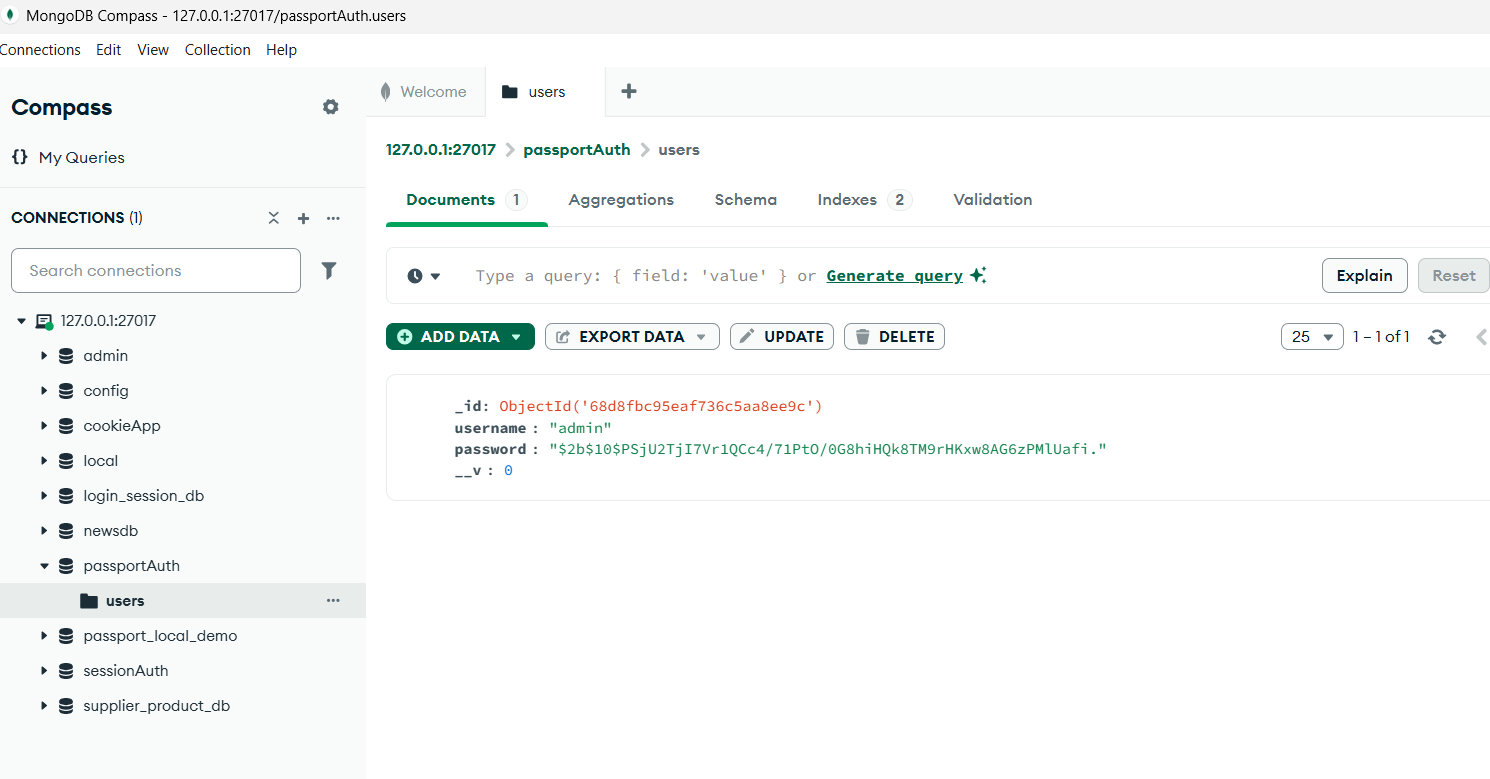 MongoDB Compass - 127.0.0.1:27017/passportAuth.users
Connections Edit View Collection Help
Compass
{} My Queries
CONNECTIONS (1)
Search connections
127.0.0.1:27017
admin
config
cookieApp
local
login_session_db
newsdb
passportAuth
users
passport_local_demo
sessionAuth
supplier_product_db
Welcome
users
127.0.0.1:27017 > passportAuth > users
Documents 1 Aggregations Schema Indexes 2 Validation
Type a query: { field: 'value' } or Generate query
Explain Reset
ADD DATA EXPORT DATA UPDATE DELETE
25 1 – 1 of 1
_id: ObjectId('68d8fbc95eaf736c5aa8ee9c')
username : "admin"
password : "$2b$10$PSjU2TjI7Vr1QCc4/71PtO/0G8hiHQk8TM9rHKxw8AG6zPMlUafi."
__v : 0